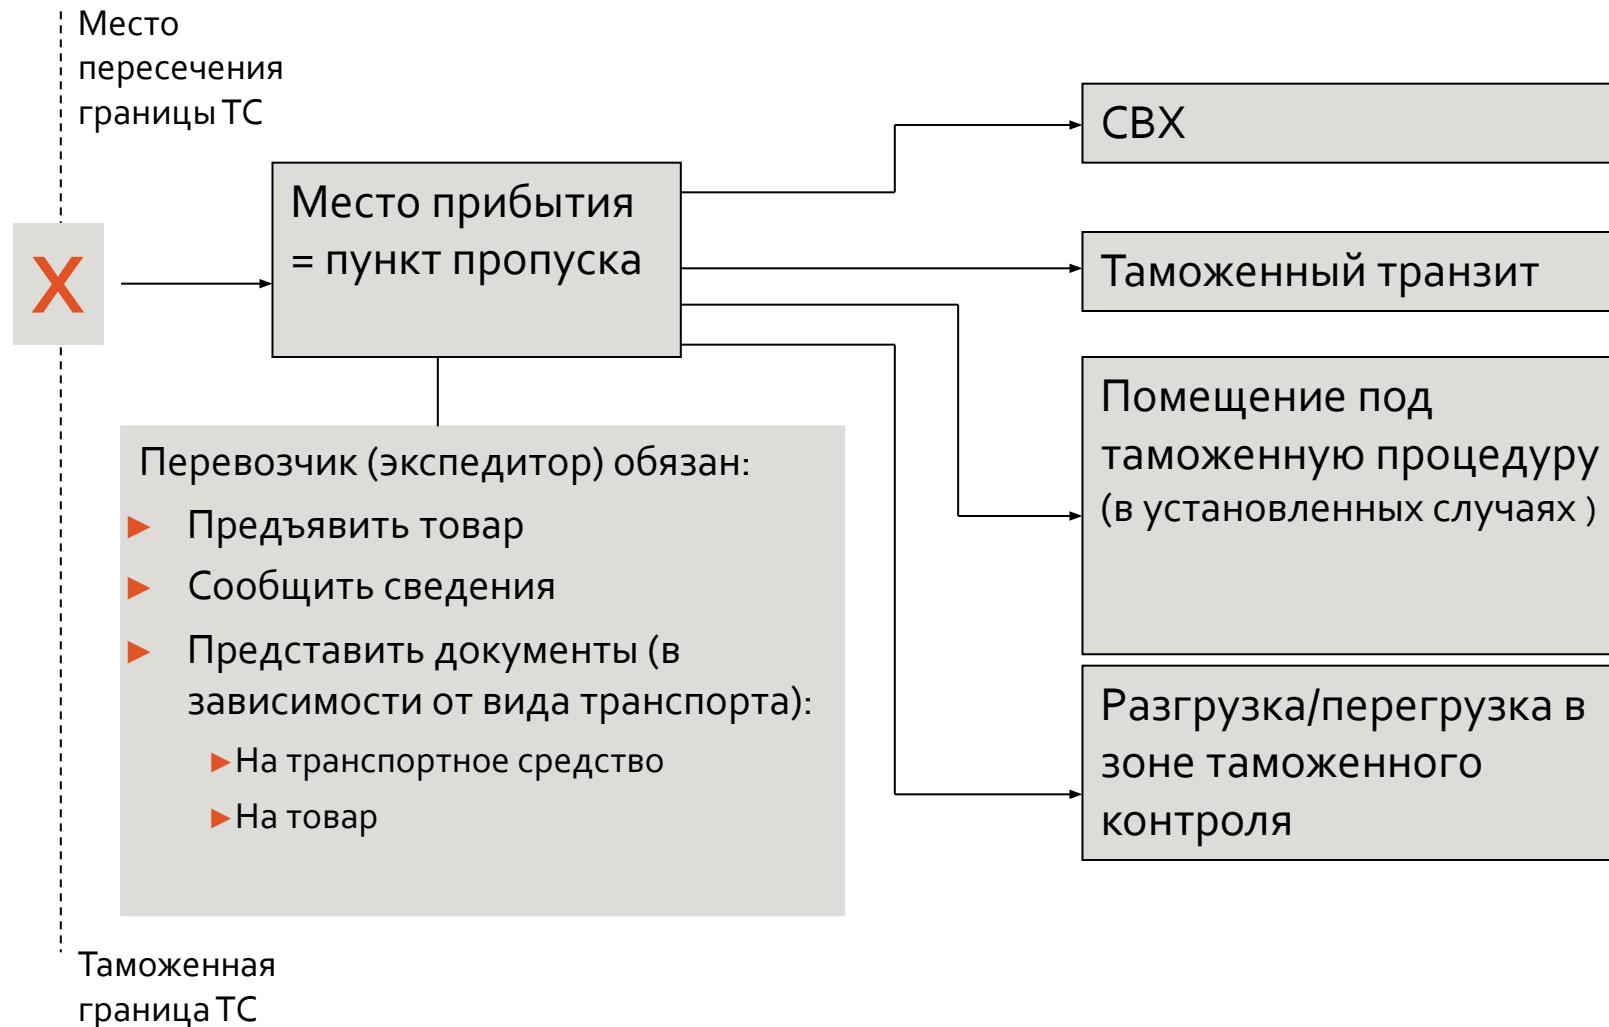 Место
пересечения
границы ТС
X
Место прибытия
= пункт пропуска
СВХ
Таможенный транзит
Помещение под
таможенную процедуру
(в установленных случаях )
Разгрузка/перегрузка в
зоне таможенного
контроля
Перевозчик (экспедитор) обязан:
Предъявить товар
Сообщить сведения
Представить документы (в
зависимости от вида транспорта):
На транспортное средство
На товар
Таможенная
граница ТС